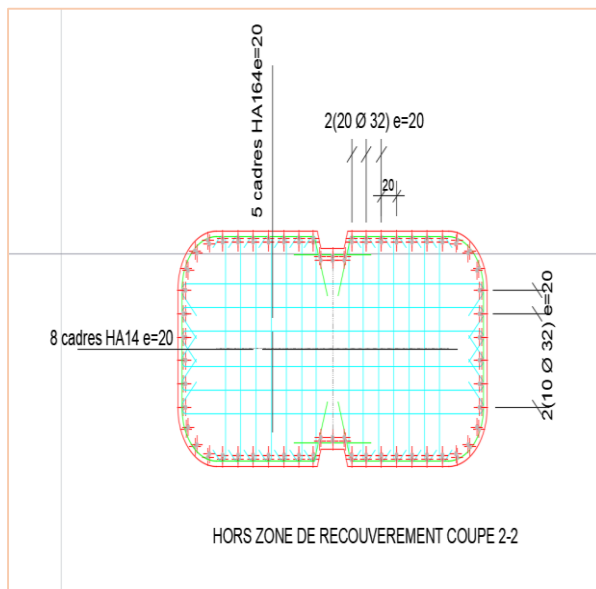 5 cadres HA164e=20
2(20 Ø 32) e=20
20
8 cadres HA14 e=20
2(10 Ø 32) e=20
HORS ZONE DE RECOUVEREMENT COUPE 2-2